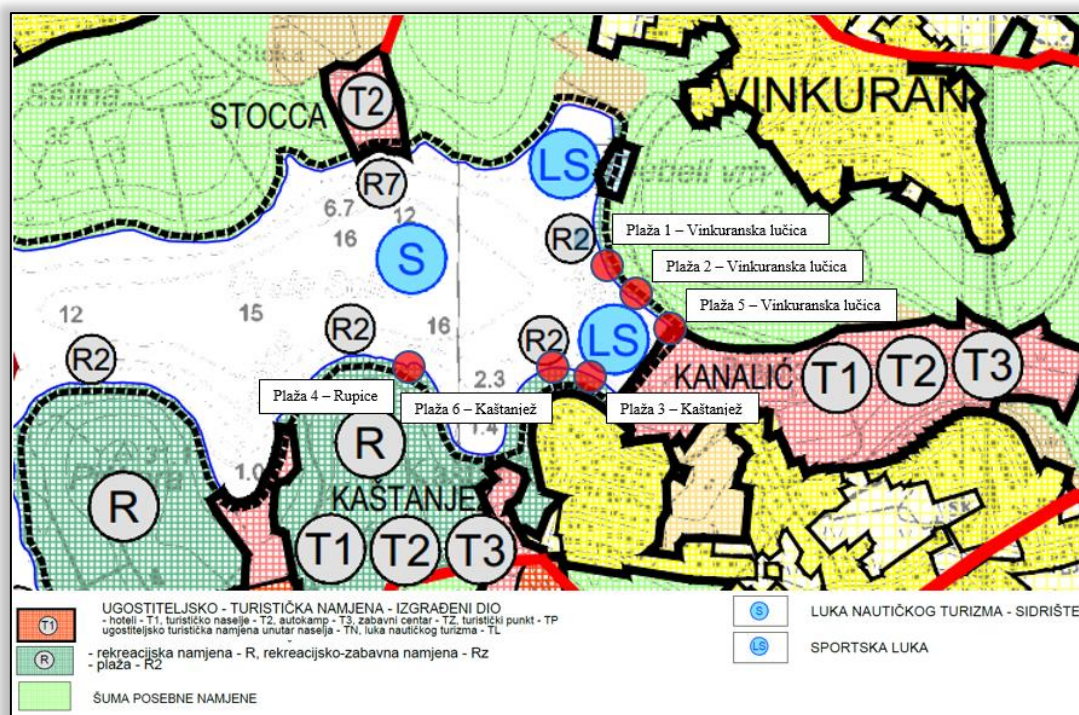 VINKURAN
STOCCA
T2
LS
R7
6.7
12
16
R2
Plaža 1 – Vinkuranska lučica
S
Plaža 2 – Vinkuranska lučica
Plaža 5 – Vinkuranska lučica
12
15
R2
16
R2
LS
R2
KANALIĆ
T1
T2
T3
2.3
Plaža 4 – Rupice
Plaža 6 – Kaštanjež
Plaža 3 – Kaštanjež
1.4
R
R
1.0
KAŠTANJE
T1
T2
T3
T1
UGOSTITELJSKO - TURISTIČKA NAMJENA - IZGRAĐENI DIO
- hoteli - T1, turističko naselje - T2, autokamp - T3, zabavni centar - TZ, turistički punkt - TP
ugostiteljsko turistička namjena unutar naselja - TN, luka nautičkog turizma - TL
R
- rekreacijska namjena - R, rekreacijsko-zabavna namjena - Rz
- plaža - R2
ŠUMA POSEBNE NAMJENE
S
LUKA NAUTIČKOG TURIZMA - SIDRIŠTE
LS
SPORTSKA LUKA